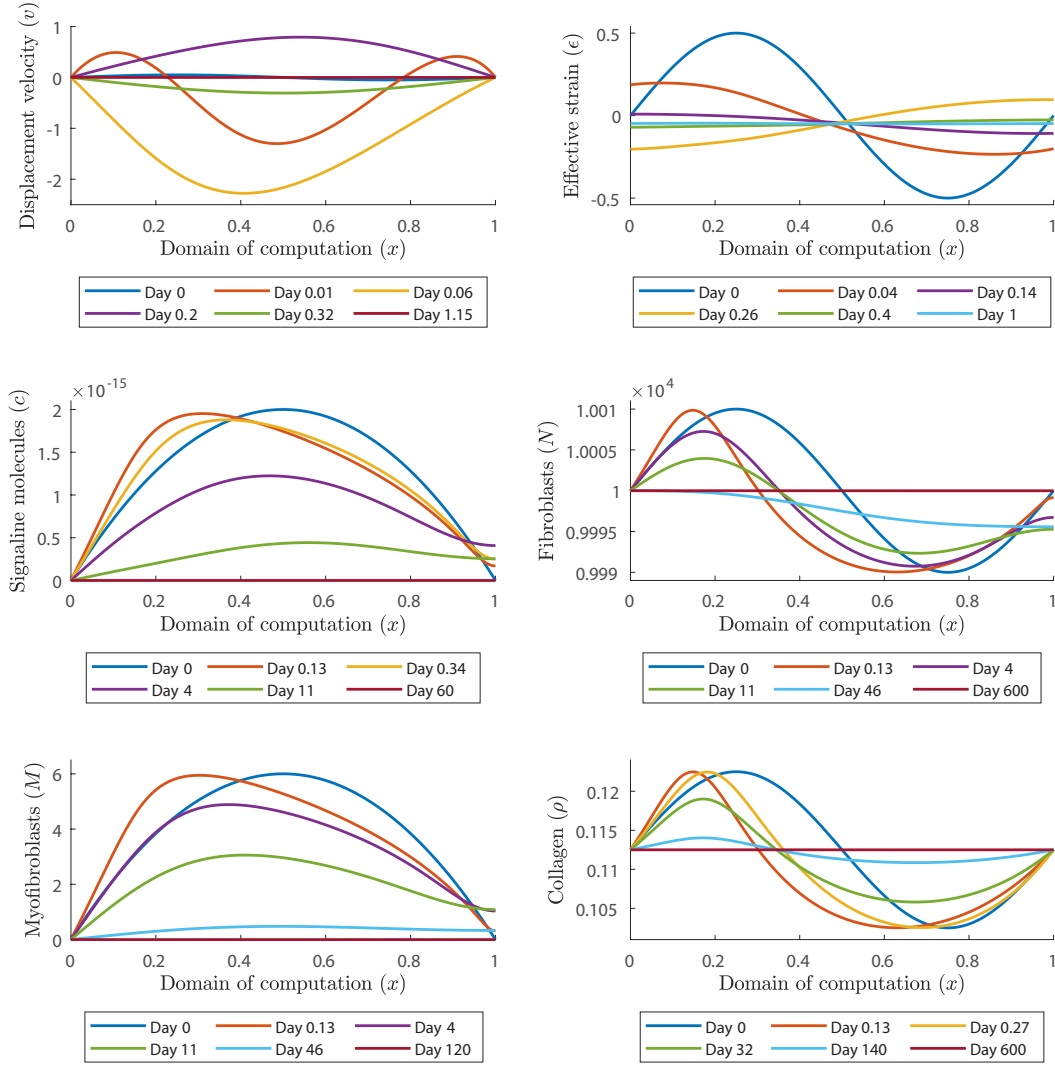 Displacement velocity (v)
1
0
-1
-2
0 0.2 0.4 0.6 0.8 1
Domain of computation (x)
Day 0 Day 0.01 Day 0.06
Day 0.2 Day 0.32 Day 1.15
Effective strain (ϵ)
0.5
0
-0.5
0 0.2 0.4 0.6 0.8 1
Domain of computation (x)
Day 0 Day 0.04 Day 0.14
Day 0.26 Day 0.4 Day 1
Signaline molecules (c)
×10^-15
2
1.5
1
0.5
0
0 0.2 0.4 0.6 0.8 1
Domain of computation (x)
Day 0 Day 0.13 Day 0.34
Day 4 Day 11 Day 60
Fibroblasts (N)
×10^4
1.001
1.0005
1
0.9995
0.999
0 0.2 0.4 0.6 0.8 1
Domain of computation (x)
Day 0 Day 0.13 Day 4
Day 11 Day 46 Day 600
Myofibroblasts (M)
6
4
2
0
0 0.2 0.4 0.6 0.8 1
Domain of computation (x)
Day 0 Day 0.13 Day 4
Day 11 Day 46 Day 120
Collagen (ρ)
0.12
0.115
0.11
0.105
0 0.2 0.4 0.6 0.8 1
Domain of computation (x)
Day 0 Day 0.13 Day 0.27
Day 32 Day 140 Day 600